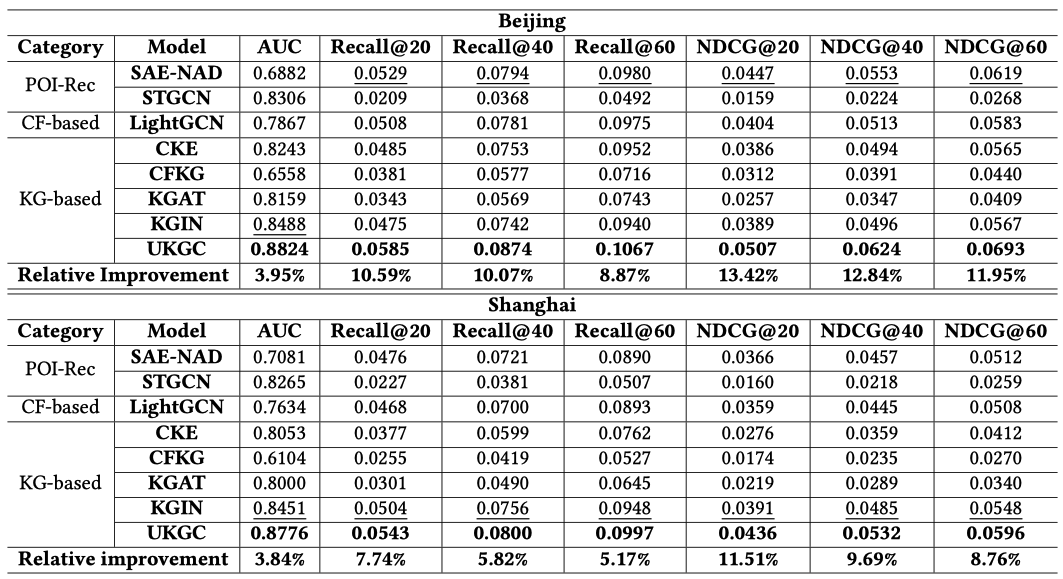 Beijing
Category Model AUC Recall@20 Recall@40 Recall@60 NDCG@20 NDCG@40 NDCG@60
POI-Rec SAE-NAD 0.6882 0.0529 0.0794 0.0980 0.0447 0.0553 0.0619
STGCN 0.8306 0.0209 0.0368 0.0492 0.0159 0.0224 0.0268
CF-based LightGCN 0.7867 0.0508 0.0781 0.0975 0.0404 0.0513 0.0583
KG-based CKE 0.8243 0.0485 0.0753 0.0952 0.0386 0.0494 0.0565
CFKG 0.6558 0.0381 0.0577 0.0716 0.0312 0.0391 0.0440
KGAT 0.8159 0.0343 0.0569 0.0743 0.0257 0.0347 0.0409
KGIN 0.8488 0.0475 0.0742 0.0940 0.0389 0.0496 0.0567
UKGC 0.8824 0.0585 0.0874 0.1067 0.0507 0.0624 0.0693
Relative Improvement 3.95% 10.59% 10.07% 8.87% 13.42% 12.84% 11.95%
Shanghai
Category Model AUC Recall@20 Recall@40 Recall@60 NDCG@20 NDCG@40 NDCG@60
POI-Rec SAE-NAD 0.7081 0.0476 0.0721 0.0890 0.0366 0.0457 0.0512
STGCN 0.8265 0.0227 0.0381 0.0507 0.0160 0.0218 0.0259
CF-based LightGCN 0.7634 0.0468 0.0700 0.0893 0.0359 0.0445 0.0508
KG-based CKE 0.8053 0.0377 0.0599 0.0762 0.0276 0.0359 0.0412
CFKG 0.6104 0.0255 0.0419 0.0527 0.0174 0.0235 0.0270
KGAT 0.8000 0.0301 0.0490 0.0645 0.0219 0.0289 0.0340
KGIN 0.8451 0.0504 0.0756 0.0948 0.0391 0.0485 0.0548
UKGC 0.8776 0.0543 0.0800 0.0997 0.0436 0.0532 0.0596
Relative improvement 3.84% 7.74% 5.82% 5.17% 11.51% 9.69% 8.76%